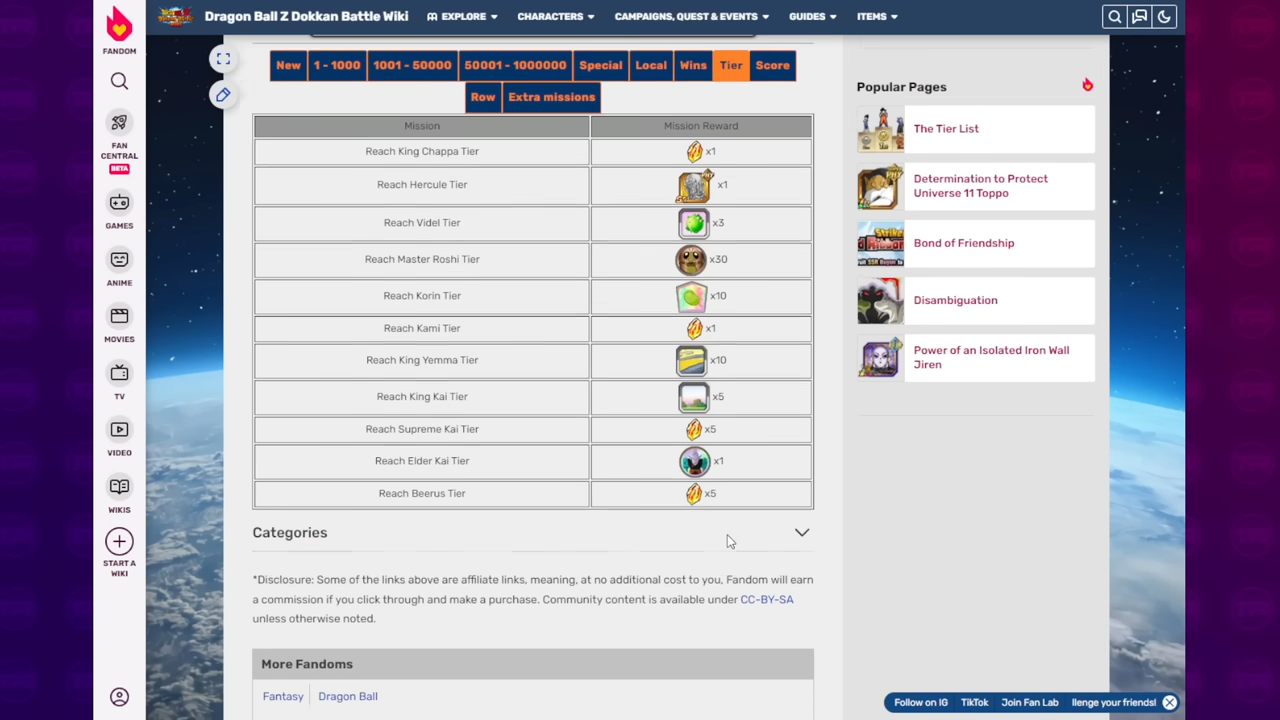 Dragon Ball Z Dokkan Battle Wiki
EXPLORE
CHARACTERS
CAMPAIGNS, QUEST & EVENTS
GUIDES
ITEMS
FANDOM
FAN
CENTRAL
BETA
GAMES
ANIME
MOVIES
TV
VIDEO
WIKIS
START A
WIKI
New
1 - 1000
1001 - 50000
50001 - 1000000
Special
Local
Wins
Tier
Score
Row
Extra missions
Mission Mission Reward
Reach King Chappa Tier x1
Reach Hercule Tier x1
Reach Videl Tier x3
Reach Master Roshi Tier x30
Reach Korin Tier x10
Reach Kami Tier x1
Reach King Yemma Tier x10
Reach King Kai Tier x5
Reach Supreme Kai Tier x5
Reach Elder Kai Tier x1
Reach Beerus Tier x5
Categories
*Disclosure: Some of the links above are affiliate links, meaning, at no additional cost to you, Fandom will earn
a commission if you click through and make a purchase. Community content is available under CC-BY-SA
unless otherwise noted.
More Fandoms
Fantasy
Dragon Ball
Popular Pages
The Tier List
Determination to Protect
Universe 11 Toppo
Bond of Friendship
Disambiguation
Power of an Isolated Iron Wall
Jiren
Follow on IG
TikTok
Join Fan Lab
llenge your friends!